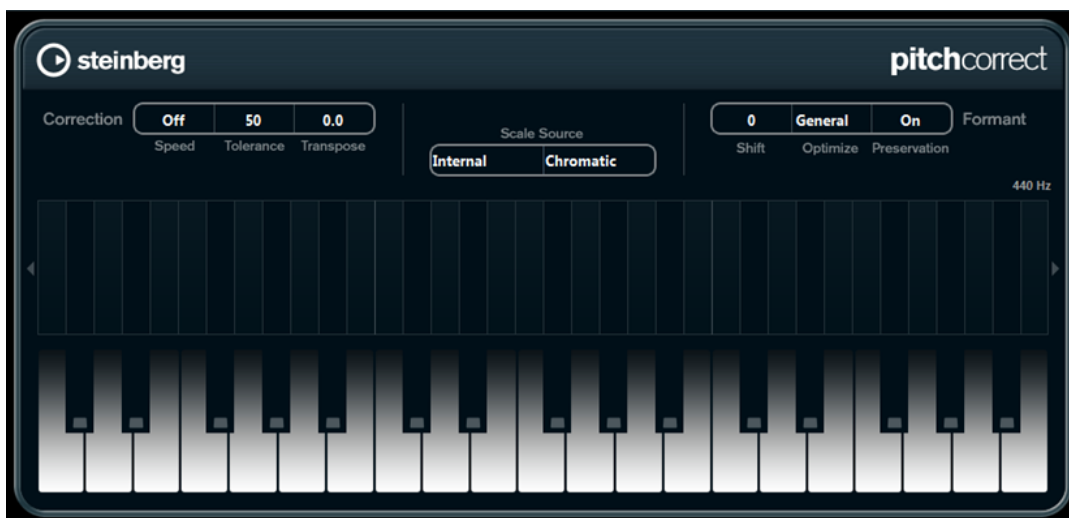 steinberg
pitchcorrect
Correction Off 50 0.0
Speed Tolerance Transpose
Scale Source
Internal Chromatic
0 General On Formant
Shift Optimize Preservation
440 Hz